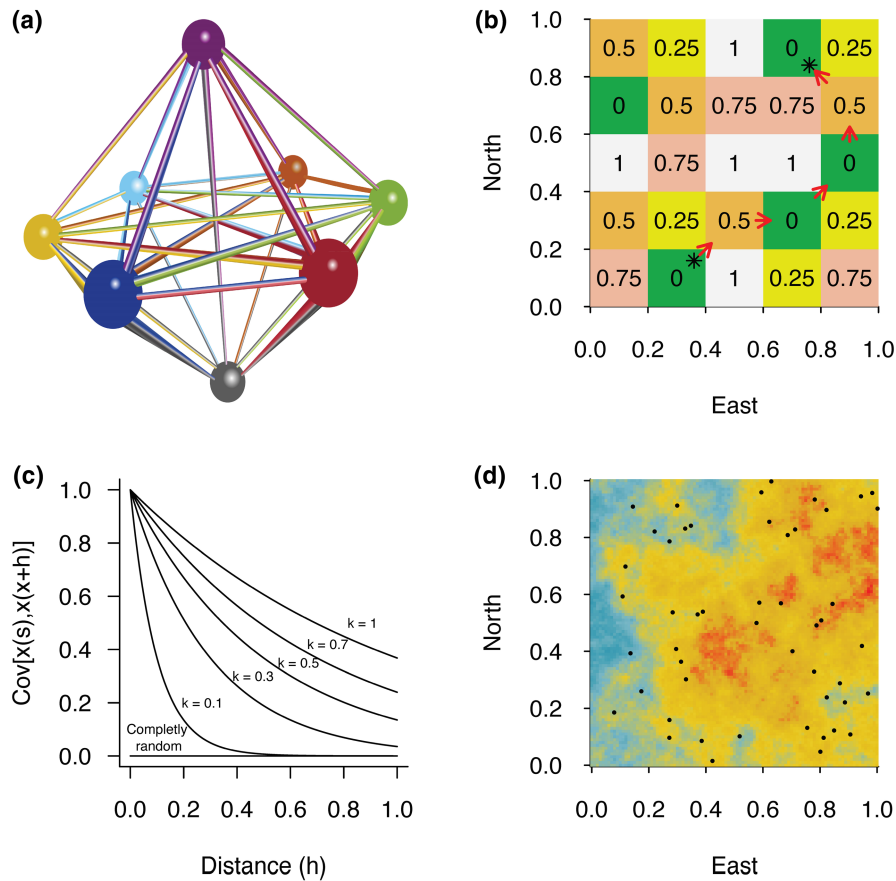 (a)
(b)
North
1.0
0.8
0.6
0.4
0.2
0.0
0.5 0.25 1 0 0.25
0 0.5 0.75 0.75 0.5
1 0.75 1 1 0
0.5 0.25 0.5 0 0.25
0.75 0 1 0.25 0.75
0.0 0.2 0.4 0.6 0.8 1.0
East
(c)
Cov[x(s),x(x+h)]
1.0
0.8
0.6
0.4
0.2
0.0
k = 1
k = 0.7
k = 0.5
k = 0.3
k = 0.1
Completly
random
0.0 0.2 0.4 0.6 0.8 1.0
Distance (h)
(d)
North
1.0
0.8
0.6
0.4
0.2
0.0
0.0 0.2 0.4 0.6 0.8 1.0
East